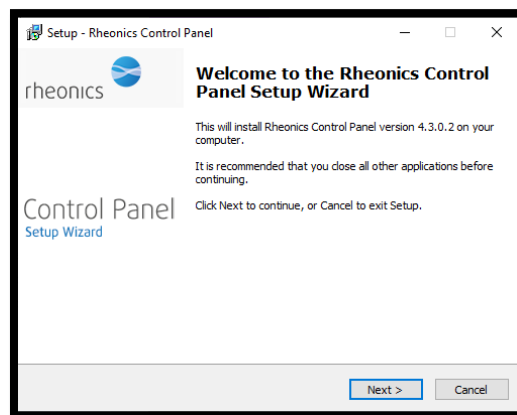 Setup - Rheonics Control Panel
rheonics
Welcome to the Rheonics Control
Panel Setup Wizard
This will install Rheonics Control Panel version 4.3.0.2 on your
computer.
It is recommended that you close all other applications before
continuing.
Click Next to continue, or Cancel to exit Setup.
Control Panel
Setup Wizard
Next >
Cancel